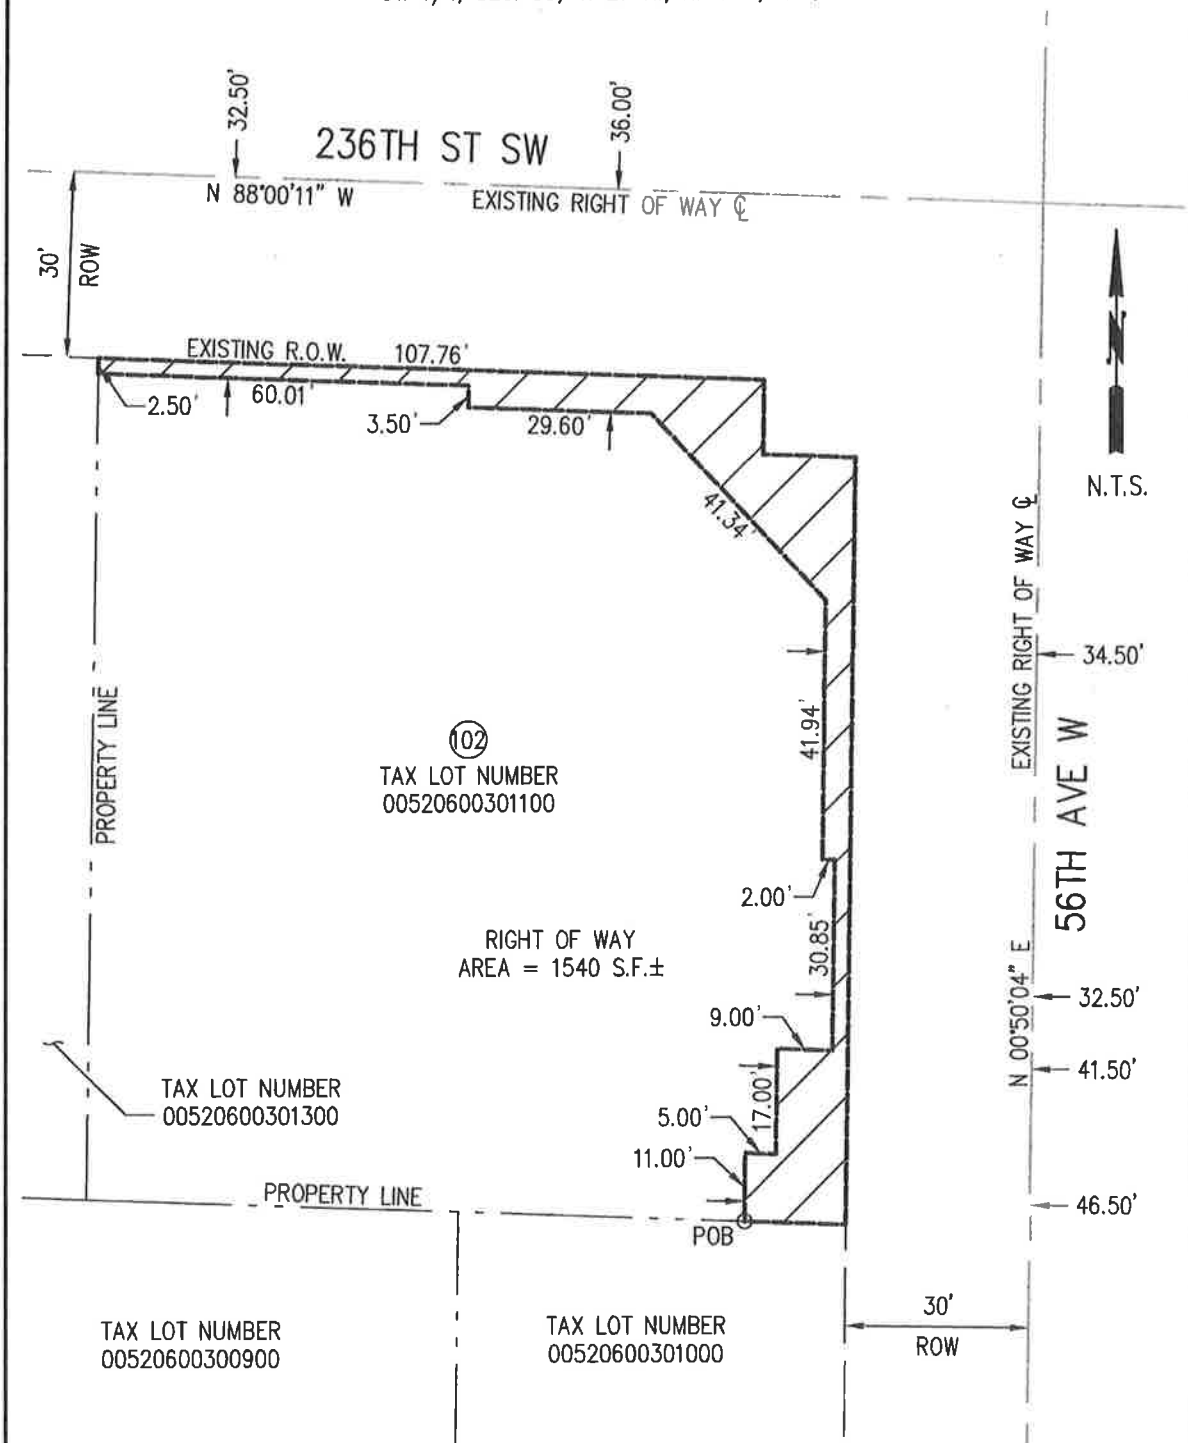 32.50'
36.00'
236TH ST SW
N 88°00'11" W
EXISTING RIGHT OF WAY ℄
30'
ROW
EXISTING R.O.W.
107.76'
2.50'
60.01'
3.50'
29.60'
N
N.T.S.
41.34'
EXISTING RIGHT OF WAY ℄
34.50'
PROPERTY LINE
102
TAX LOT NUMBER
00520600301100
41.94'
56TH AVE W
2.00'
30.85'
RIGHT OF WAY
AREA = 1540 S.F.±
N 00°50'04" E
32.50'
9.00'
41.50'
TAX LOT NUMBER
00520600301300
17.00'
5.00'
11.00'
PROPERTY LINE
46.50'
POB
30'
ROW
TAX LOT NUMBER
00520600300900
TAX LOT NUMBER
00520600301000